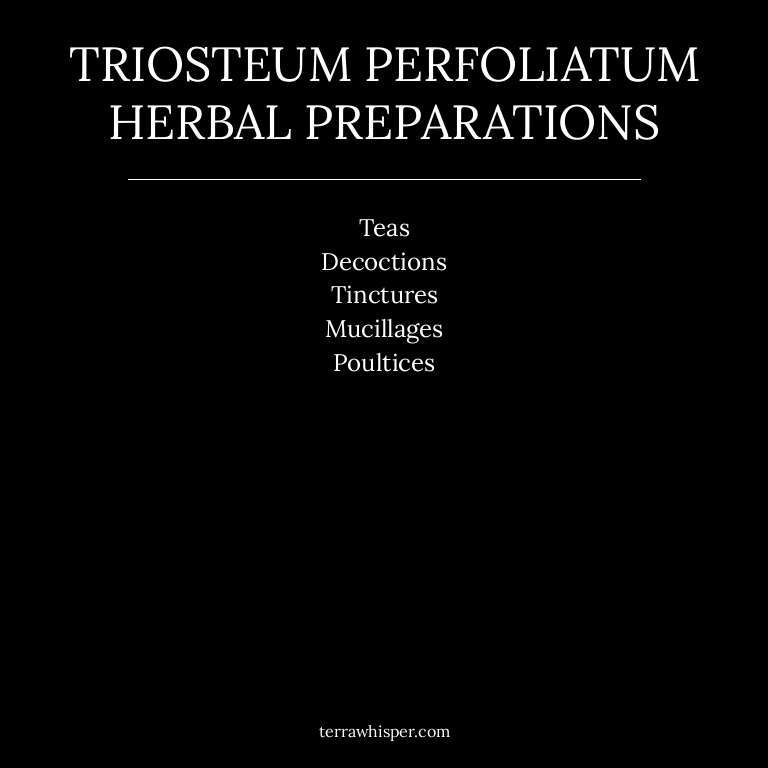 TRIOSTEUM PERFOLIATUM
HERBAL PREPARATIONS
Teas
Decoctions
Tinctures
Mucillages
Poultices
terrawhisper.com